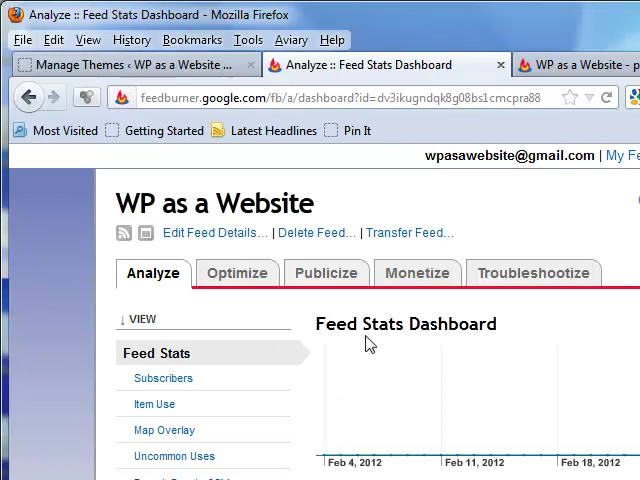 Analyze :: Feed Stats Dashboard - Mozilla Firefox
File Edit View History Bookmarks Tools Aviary Help
Manage Themes ‹ WP as a Website ... × Analyze :: Feed Stats Dashboard × WP as a Website - p
feedburner.google.com/fb/a/dashboard?id=dv3ikugndqk8g08bs1cmcpra88
Most Visited Getting Started Latest Headlines Pin It
wpasawebsite@gmail.com | My Fe
WP as a Website
Edit Feed Details... | Delete Feed... | Transfer Feed...
Analyze Optimize Publicize Monetize Troubleshootize
↓ VIEW
Feed Stats Dashboard
Feed Stats
Subscribers
Item Use
Map Overlay
Uncommon Uses
Feb 4, 2012 Feb 11, 2012 Feb 18, 2012